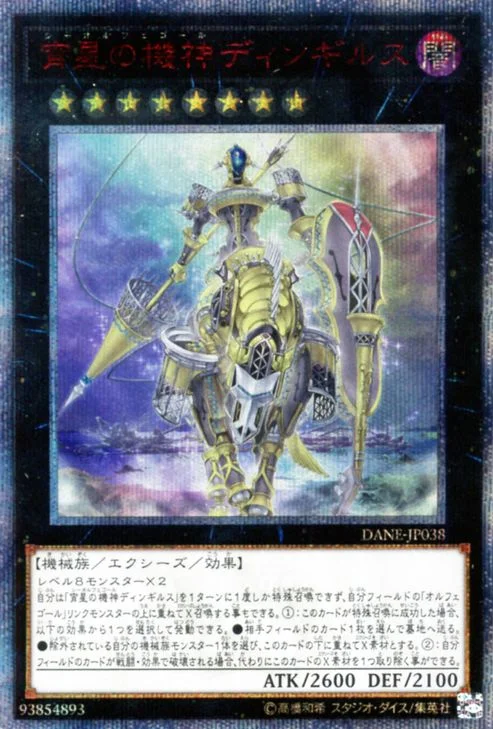 シーオルフェゴール
宵星の機神ディンギルス
闇
DANE-JP038
【機械族/エクシーズ/効果】
レベル8モンスター×2
自分は「宵星の機神ディンギルス」を1ターンに1度しか特殊召喚できず、自分フィールドの「オルフェ
ゴール」リンクモンスターの上に重ねてX召喚する事もできる。①:このカードが特殊召喚に成功した場合、
以下の効果から1つを選択して発動できる。●相手フィールドのカード1枚を選んで墓地へ送る。
●除外されている自分の機械族モンスター1体を選び、このカードの下に重ねてX素材とする。②:自分
フィールドのカードが戦闘・効果で破壊される場合、代わりにこのカードのX素材を1つ取り除く事ができる。
ATK/2600 DEF/2100
93854893
©高橋和希 スタジオ・ダイス/集英社